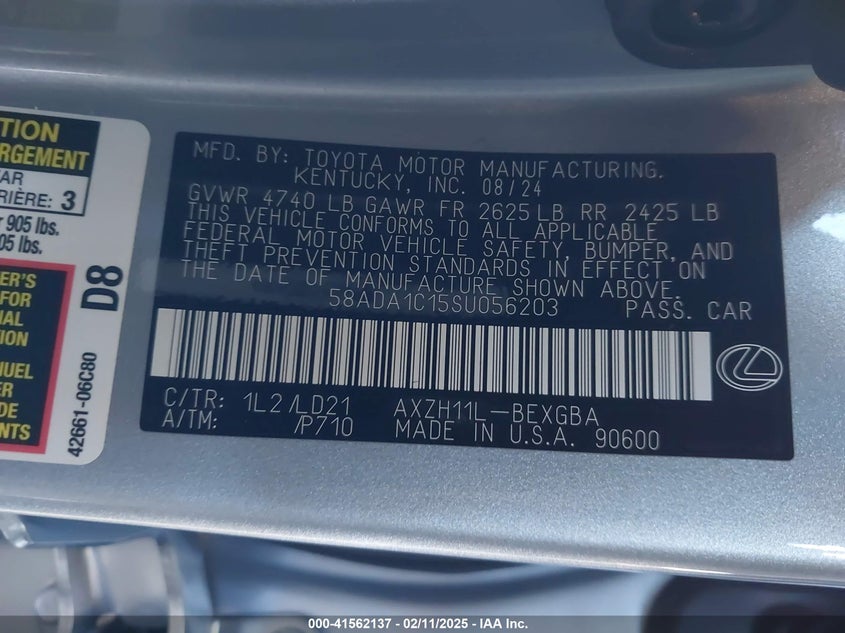 TION
RGEMENT
3
905 lbs.
05 lbs.
D8
42661-06C80
MFD. BY: TOYOTA MOTOR MANUFACTURING.
KENTUCKY, INC. 08/24
GVWR 4740 LB GAWR FR 2625 LB RR 2425 LB
THIS VEHICLE CONFORMS TO ALL APPLICABLE
FEDERAL MOTOR VEHICLE SAFETY, BUMPER, AND
THEFT PREVENTION STANDARDS IN EFFECT ON
THE DATE OF MANUFACTURE SHOWN ABOVE.
58ADA1C15SU056203 PASS. CAR
C/TR: 1L2 /LD21 AXZH11L-BEXGBA
A/TM: /P710 MADE IN U.S.A. 90600
000-41562137 - 02/11/2025 - IAA Inc.